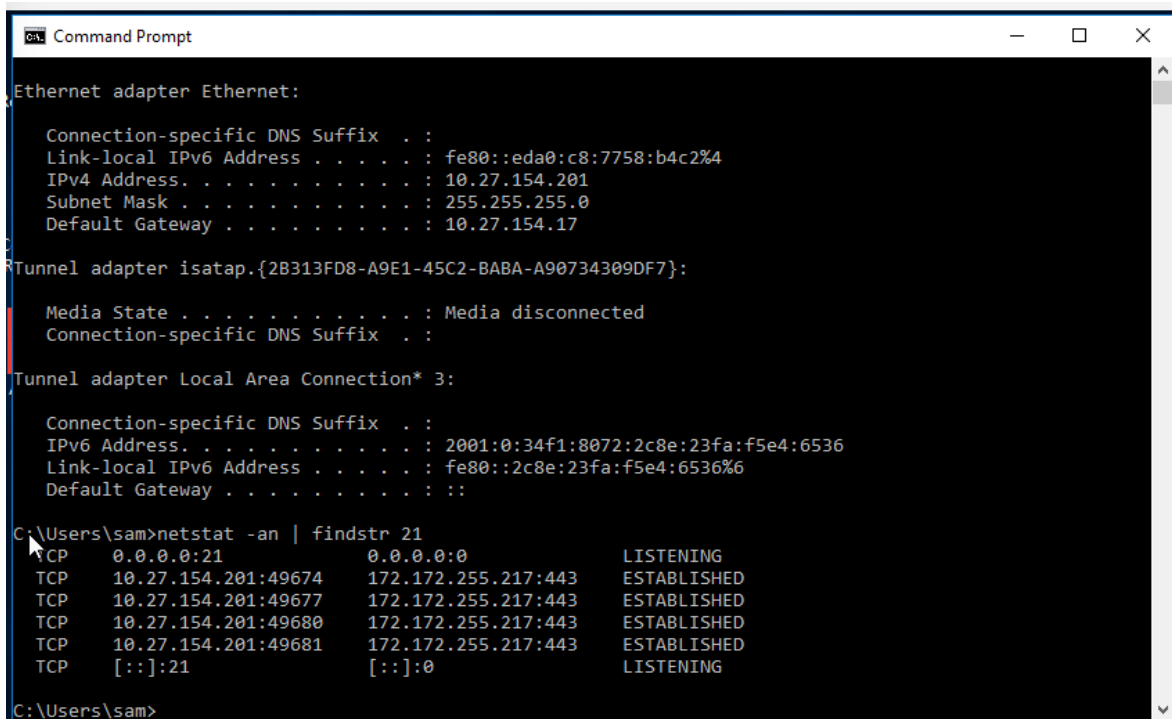 Command Prompt
Ethernet adapter Ethernet:
   Connection-specific DNS Suffix  . :
   Link-local IPv6 Address . . . . . : fe80::eda0:c8:7758:b4c2%4
   IPv4 Address. . . . . . . . . . . : 10.27.154.201
   Subnet Mask . . . . . . . . . . . : 255.255.255.0
   Default Gateway . . . . . . . . . : 10.27.154.17
Tunnel adapter isatap.{2B313FD8-A9E1-45C2-BABA-A90734309DF7}:
   Media State . . . . . . . . . . . : Media disconnected
   Connection-specific DNS Suffix  . :
Tunnel adapter Local Area Connection* 3:
   Connection-specific DNS Suffix  . :
   IPv6 Address. . . . . . . . . . . : 2001:0:34f1:8072:2c8e:23fa:f5e4:6536
   Link-local IPv6 Address . . . . . : fe80::2c8e:23fa:f5e4:6536%6
   Default Gateway . . . . . . . . . : ::
C:\Users\sam>netstat -an | findstr 21
  TCP    0.0.0.0:21             0.0.0.0:0              LISTENING
  TCP    10.27.154.201:49674    172.172.255.217:443    ESTABLISHED
  TCP    10.27.154.201:49677    172.172.255.217:443    ESTABLISHED
  TCP    10.27.154.201:49680    172.172.255.217:443    ESTABLISHED
  TCP    10.27.154.201:49681    172.172.255.217:443    ESTABLISHED
  TCP    [::]:21                [::]:0                 LISTENING
C:\Users\sam>